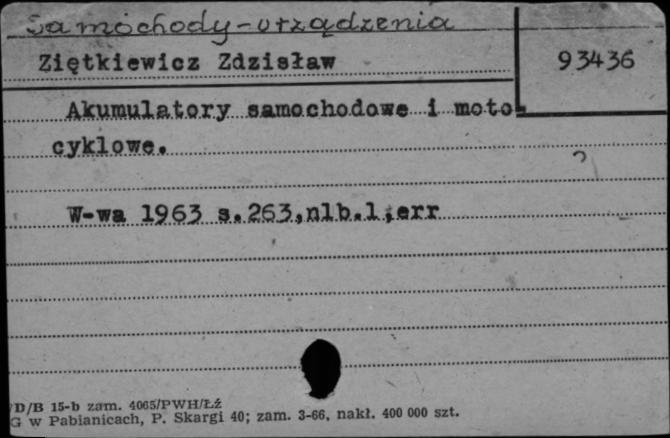 Samochody-urządzenia
Ziętkiewicz Zdzisław
93436
Akumulatory samochodowe i moto-
cyklowe.
W-wa 1963 s.263,nlb.1,err
/D/B 15-b zam. 4065/PWH/Łź
G w Pabianicach, P. Skargi 40; zam. 3-66, nakł. 400 000 szt.